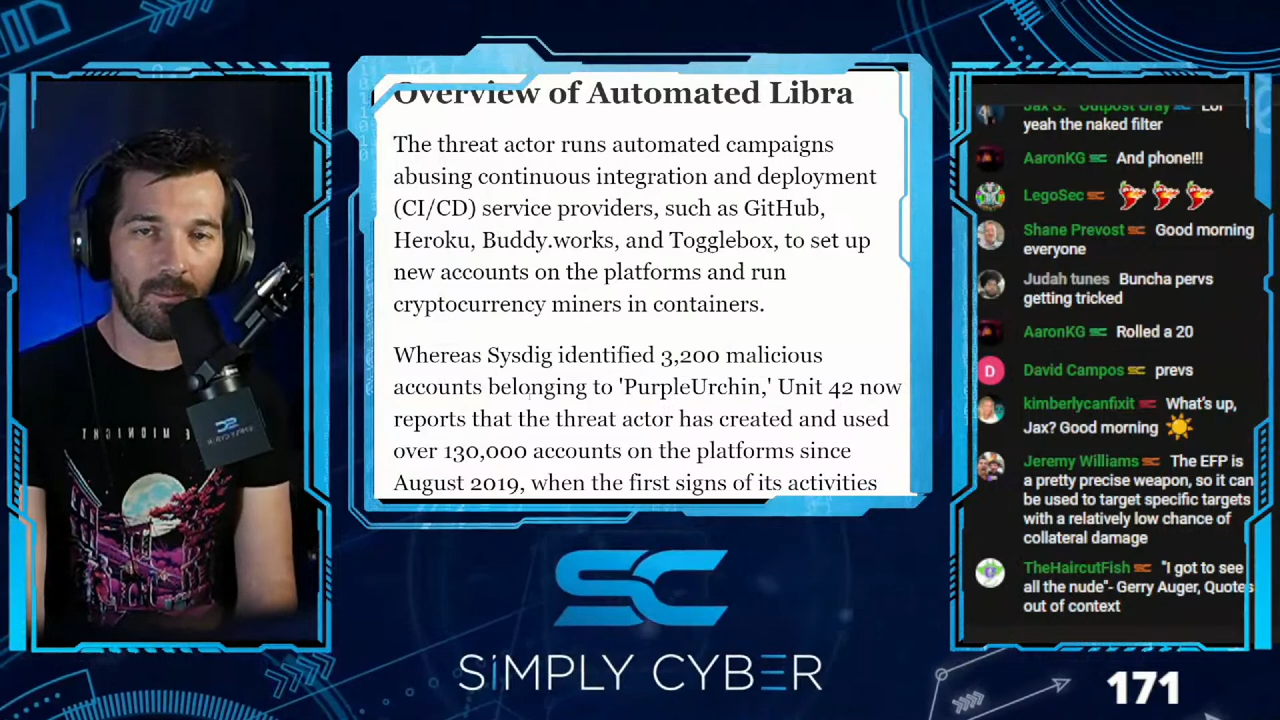 Overview of Automated Libra
The threat actor runs automated campaigns
abusing continuous integration and deployment
(CI/CD) service providers, such as GitHub,
Heroku, Buddy.works, and Togglebox, to set up
new accounts on the platforms and run
cryptocurrency miners in containers.
Whereas Sysdig identified 3,200 malicious
accounts belonging to 'PurpleUrchin,' Unit 42 now
reports that the threat actor has created and used
over 130,000 accounts on the platforms since
August 2019, when the first signs of its activities
SC
SiMPLY CYBER
Jax S. - Outpost Gray Lol
yeah the naked filter
AaronKG And phone!!!
LegoSec
Shane Prevost Good morning
everyone
Judah tunes Buncha pervs
getting tricked
AaronKG Rolled a 20
D David Campos prevs
kimberlycanfixit What's up,
Jax? Good morning
Jeremy Williams The EFP is
a pretty precise weapon, so it can
be used to target specific targets
with a relatively low chance of
collateral damage
TheHaircutFish "I got to see
all the nude"- Gerry Auger, Quotes
out of context
171